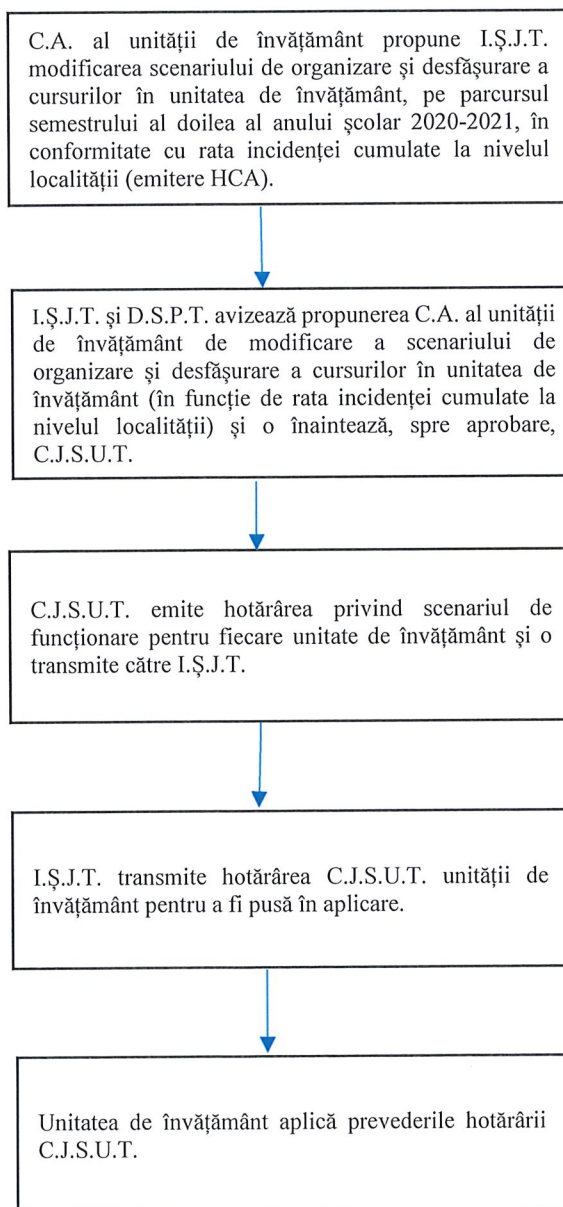 C.A. al unității de învățământ propune I.Ș.J.T.
modificarea scenariului de organizare și desfășurare a
cursurilor în unitatea de învățământ, pe parcursul
semestrului al doilea al anului școlar 2020-2021, în
conformitate cu rata incidenței cumulate la nivelul
localității (emitere HCA).
I.Ș.J.T. și D.S.P.T. avizează propunerea C.A. al unității
de învățământ de modificare a scenariului de
organizare și desfășurare a cursurilor în unitatea de
învățământ (în funcție de rata incidenței cumulate la
nivelul localității) și o înaintează, spre aprobare,
C.J.S.U.T.
C.J.S.U.T. emite hotărârea privind scenariul de
funcționare pentru fiecare unitate de învățământ și o
transmite către I.Ș.J.T.
I.Ș.J.T. transmite hotărârea C.J.S.U.T. unității de
învățământ pentru a fi pusă în aplicare.
Unitatea de învățământ aplică prevederile hotărârii
C.J.S.U.T.